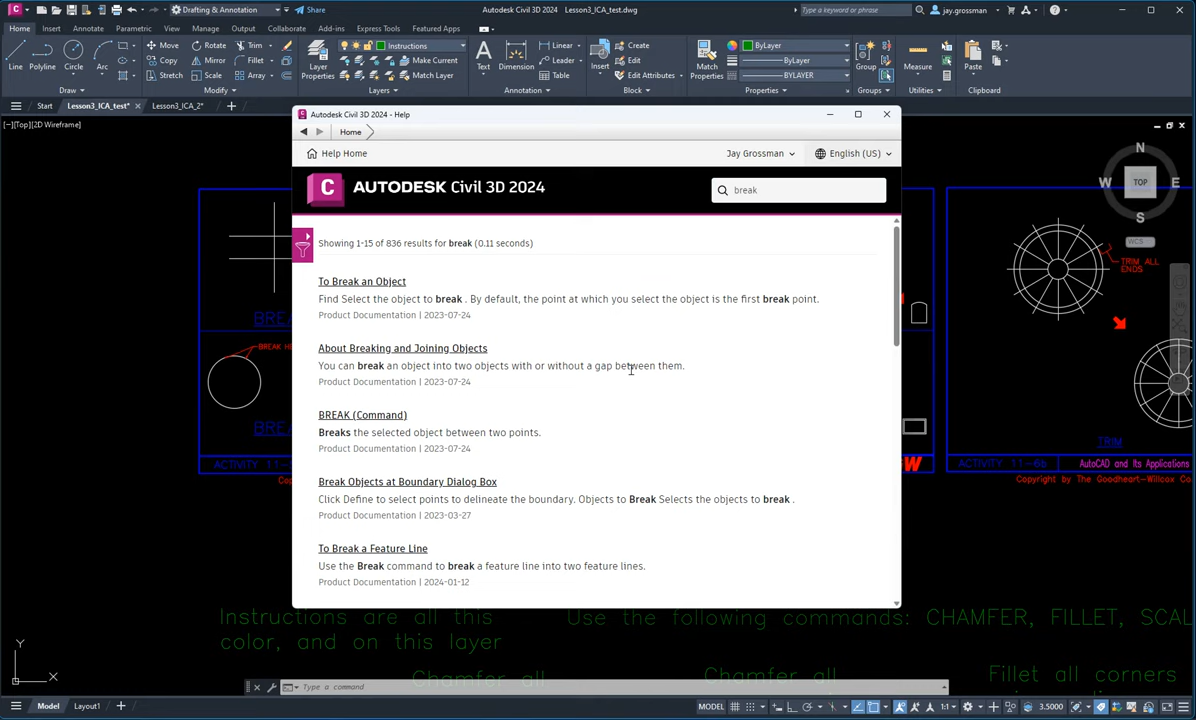 Drafting & Annotation
Share
Autodesk Civil 3D 2024 Lesson3_ICA_test.dwg
Type a keyword or phrase
jay.grossman
Home Insert Annotate Parametric View Manage Output Collaborate Add-ins Express Tools Featured Apps
Line Polyline Circle Arc
Move Rotate Trim
Copy Mirror Fillet
Stretch Scale Array
Layer Properties
Instructions
Make Current
Match Layer
Text Dimension
Linear
Leader
Table
Insert
Create
Edit
Edit Attributes
Match Properties
ByLayer
ByLayer
BYLAYER
Group
Measure
Paste
Draw Modify Layers Annotation Block Properties Groups Utilities Clipboard
Start Lesson3_ICA_test* Lesson3_ICA_2*
[–][Top][2D Wireframe]
Autodesk Civil 3D 2024 - Help
Home
Help Home
Jay Grossman English (US)
C AUTODESK Civil 3D 2024
break
Showing 1-15 of 836 results for break (0.11 seconds)
To Break an Object
Find Select the object to break . By default, the point at which you select the object is the first break point.
Product Documentation | 2023-07-24
About Breaking and Joining Objects
You can break an object into two objects with or without a gap between them.
Product Documentation | 2023-07-24
BREAK (Command)
Breaks the selected object between two points.
Product Documentation | 2023-07-24
Break Objects at Boundary Dialog Box
Click Define to select points to delineate the boundary. Objects to Break Selects the objects to break .
Product Documentation | 2023-03-27
To Break a Feature Line
Use the Break command to break a feature line into two feature lines.
Product Documentation | 2024-01-12
N
W TOP E
S
WCS
TRIM ALL
ENDS
BREAK
BREAK
TRIM
ACTIVITY 11-6b
AutoCAD and Its Applications
Copyright by The Goodheart-Willcox Co.
Instructions are all this
color, and on this layer
Use the following commands: CHAMFER, FILLET, SCAL
Chamfer all
Chamfer all
Fillet all corners
Y
X
Type a command
Model Layout1
MODEL
1:1
3.5000